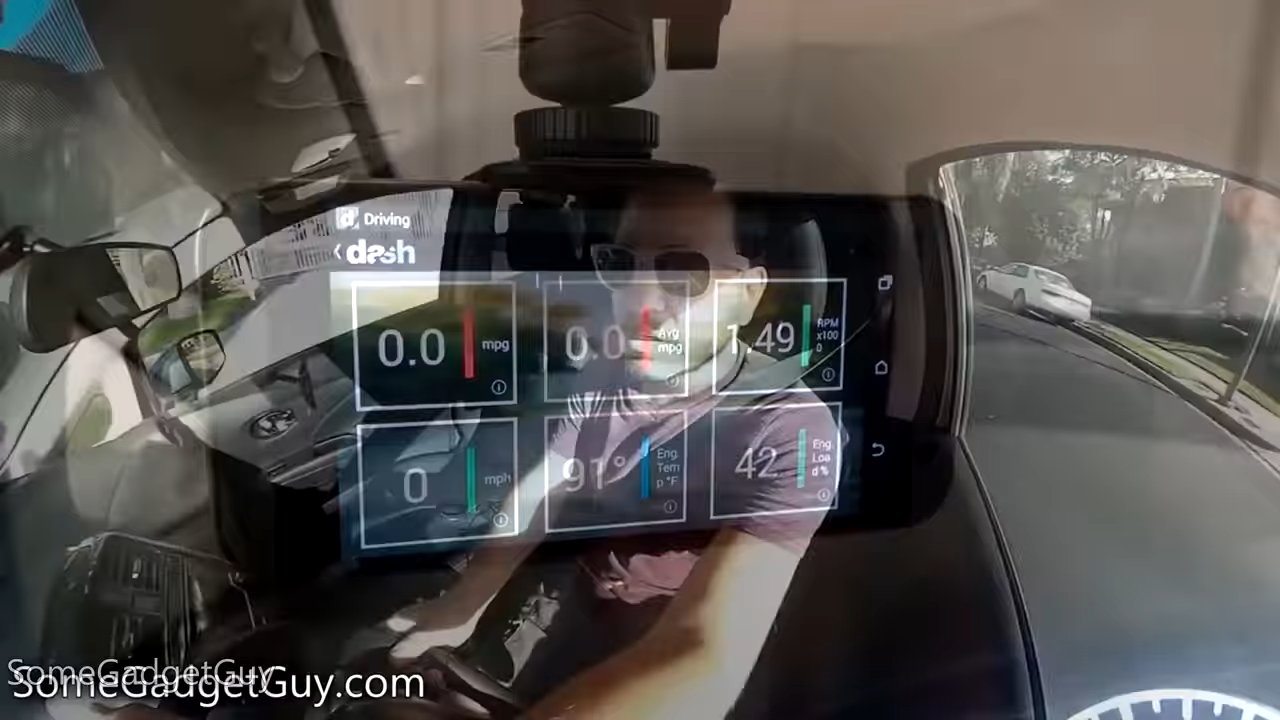 d Driving
dash
0.0 mpg
0.0 Avg mpg
1.49 RPM x100 0
0 mph
91° Eng. Tem p °F
42 Eng. Loa d %
SomeGadgetGuy
SomeGadgetGuy.com